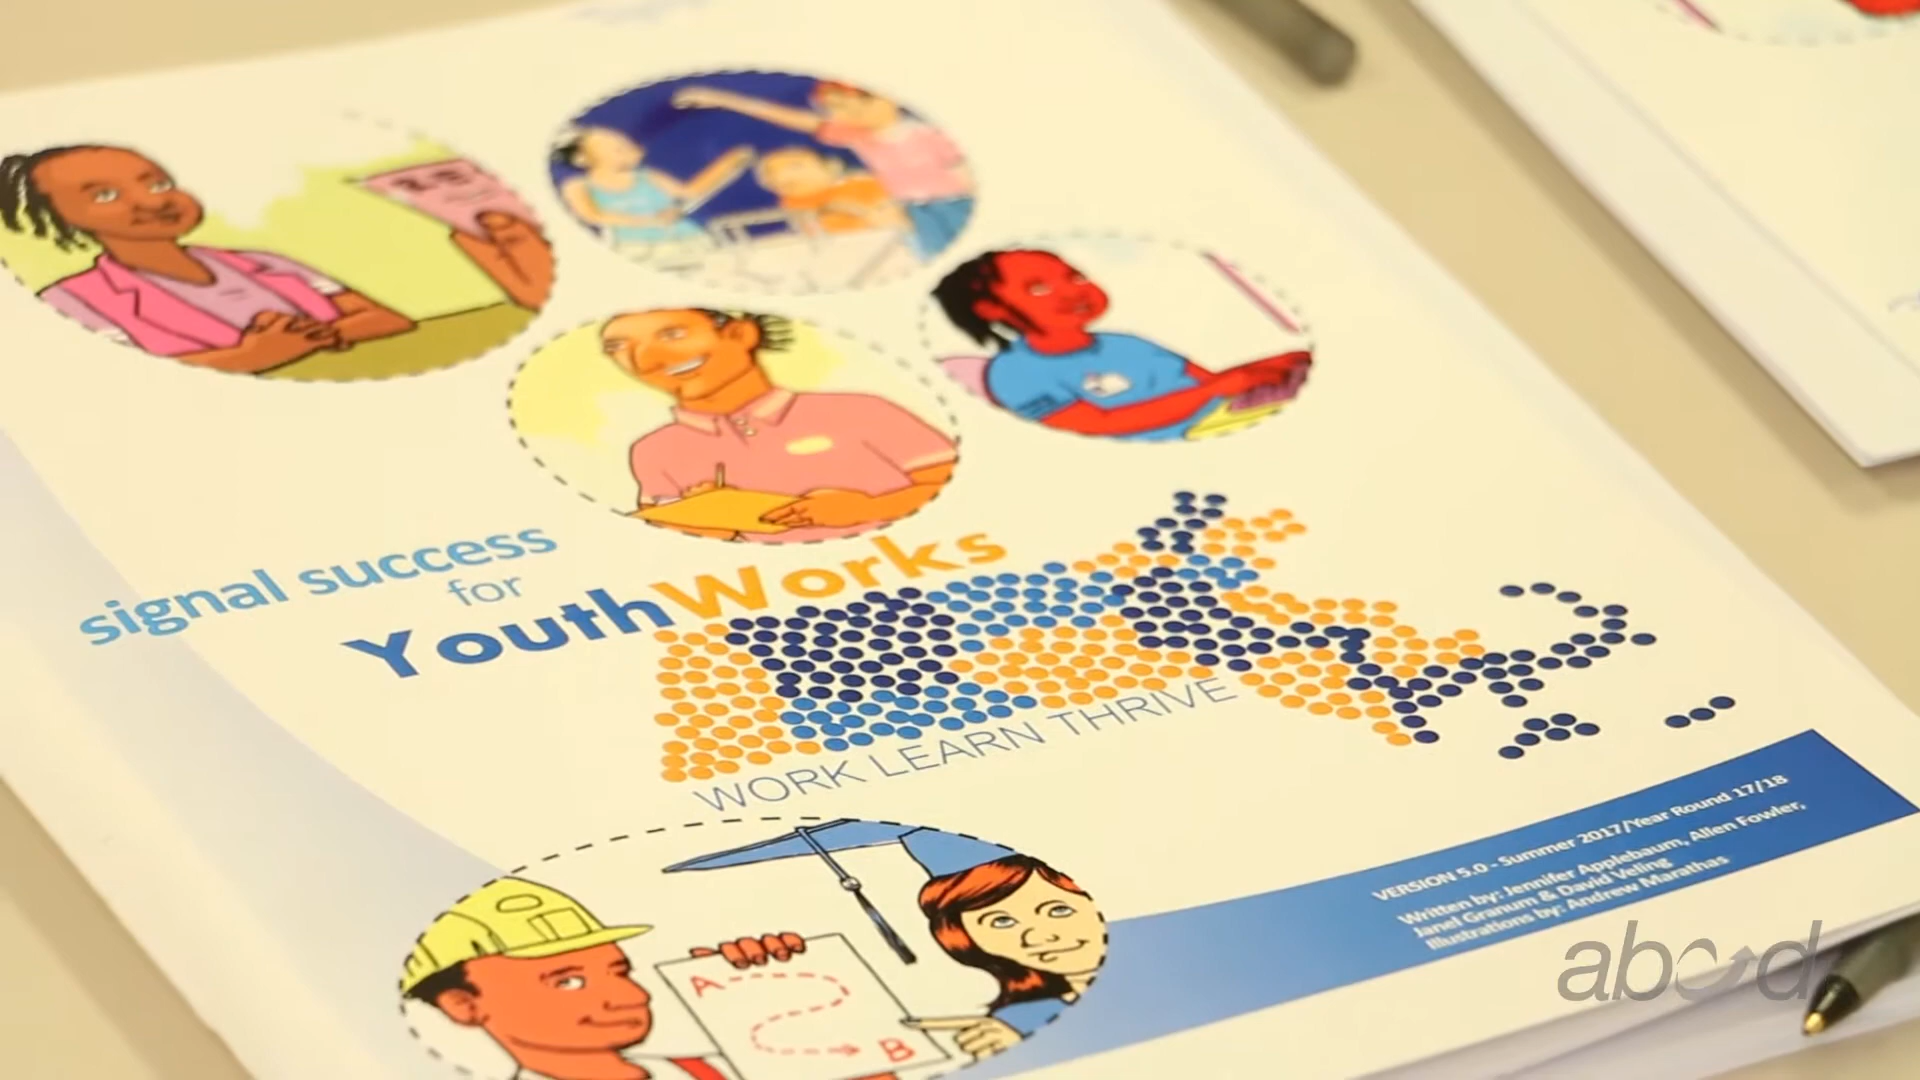 signal success
for
YouthWorks
WORK LEARN THRIVE
A
B
VERSION 5.0 - Summer 2017/Year Round 17/18
Written by: Jennifer Applebaum, Allen Fowler,
Janel Granum & David Veling
Illustrations by: Andrew Marathas
abcd